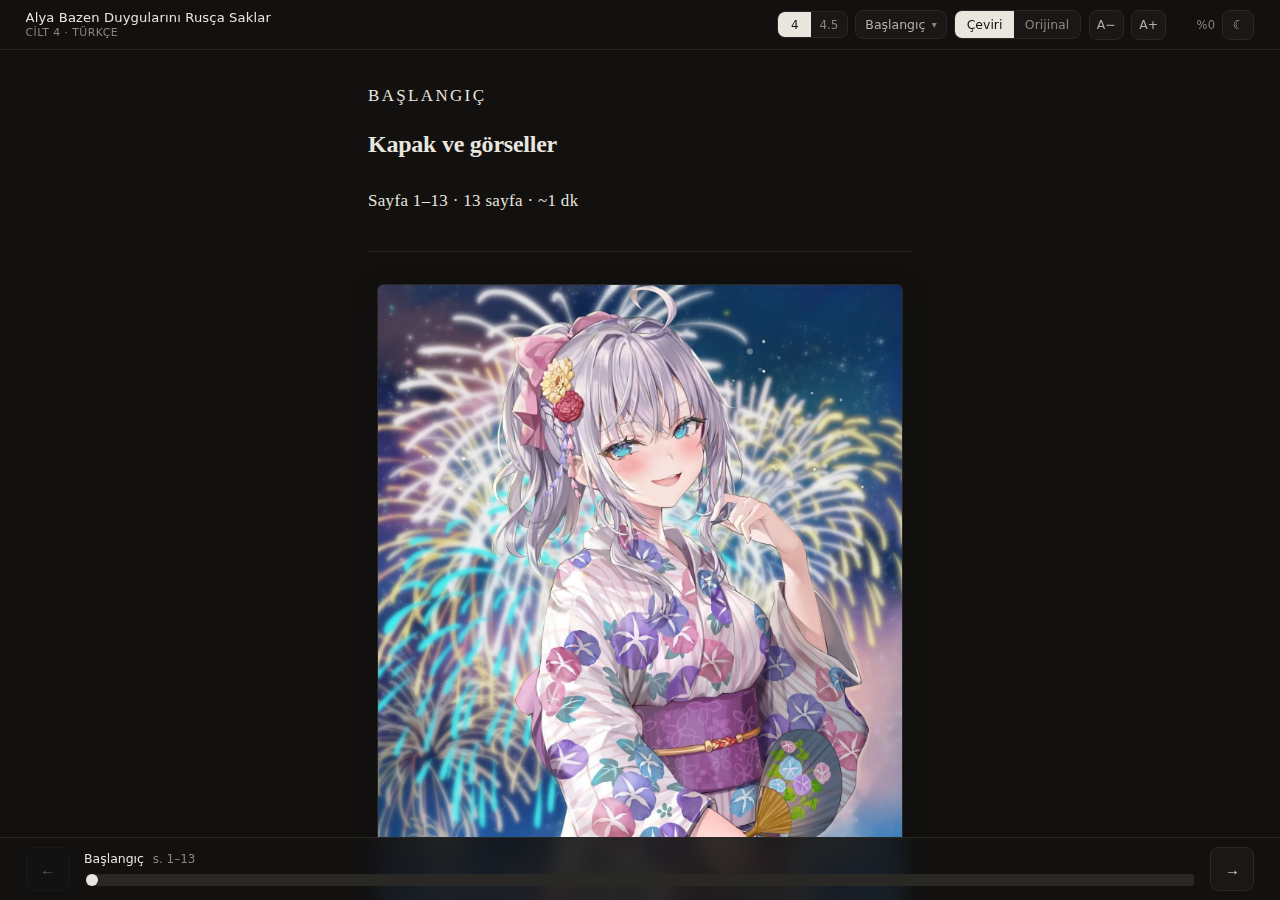 Alya Bazen Duygularını Rusça Saklar
CİLT 4 · TÜRKÇE
4 4.5 Başlangıç ▾ Çeviri Orijinal A− A+ %0 ☾
BAŞLANGIÇ
Kapak ve görseller
Sayfa 1–13 · 13 sayfa · ~1 dk
← Başlangıç s. 1–13 →